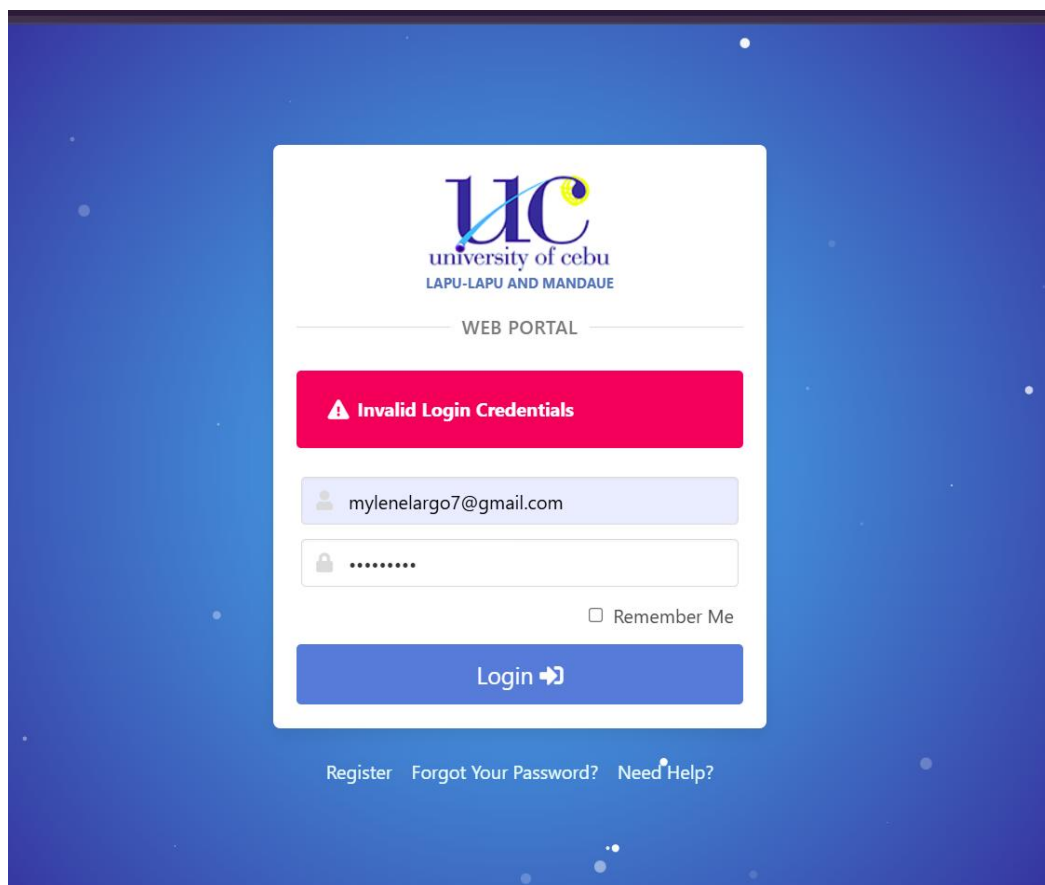 uc
university of cebu
LAPU-LAPU AND MANDAUE
WEB PORTAL
Invalid Login Credentials
mylenelargo7@gmail.com
•••••••••
Remember Me
Login
Register Forgot Your Password? Need Help?